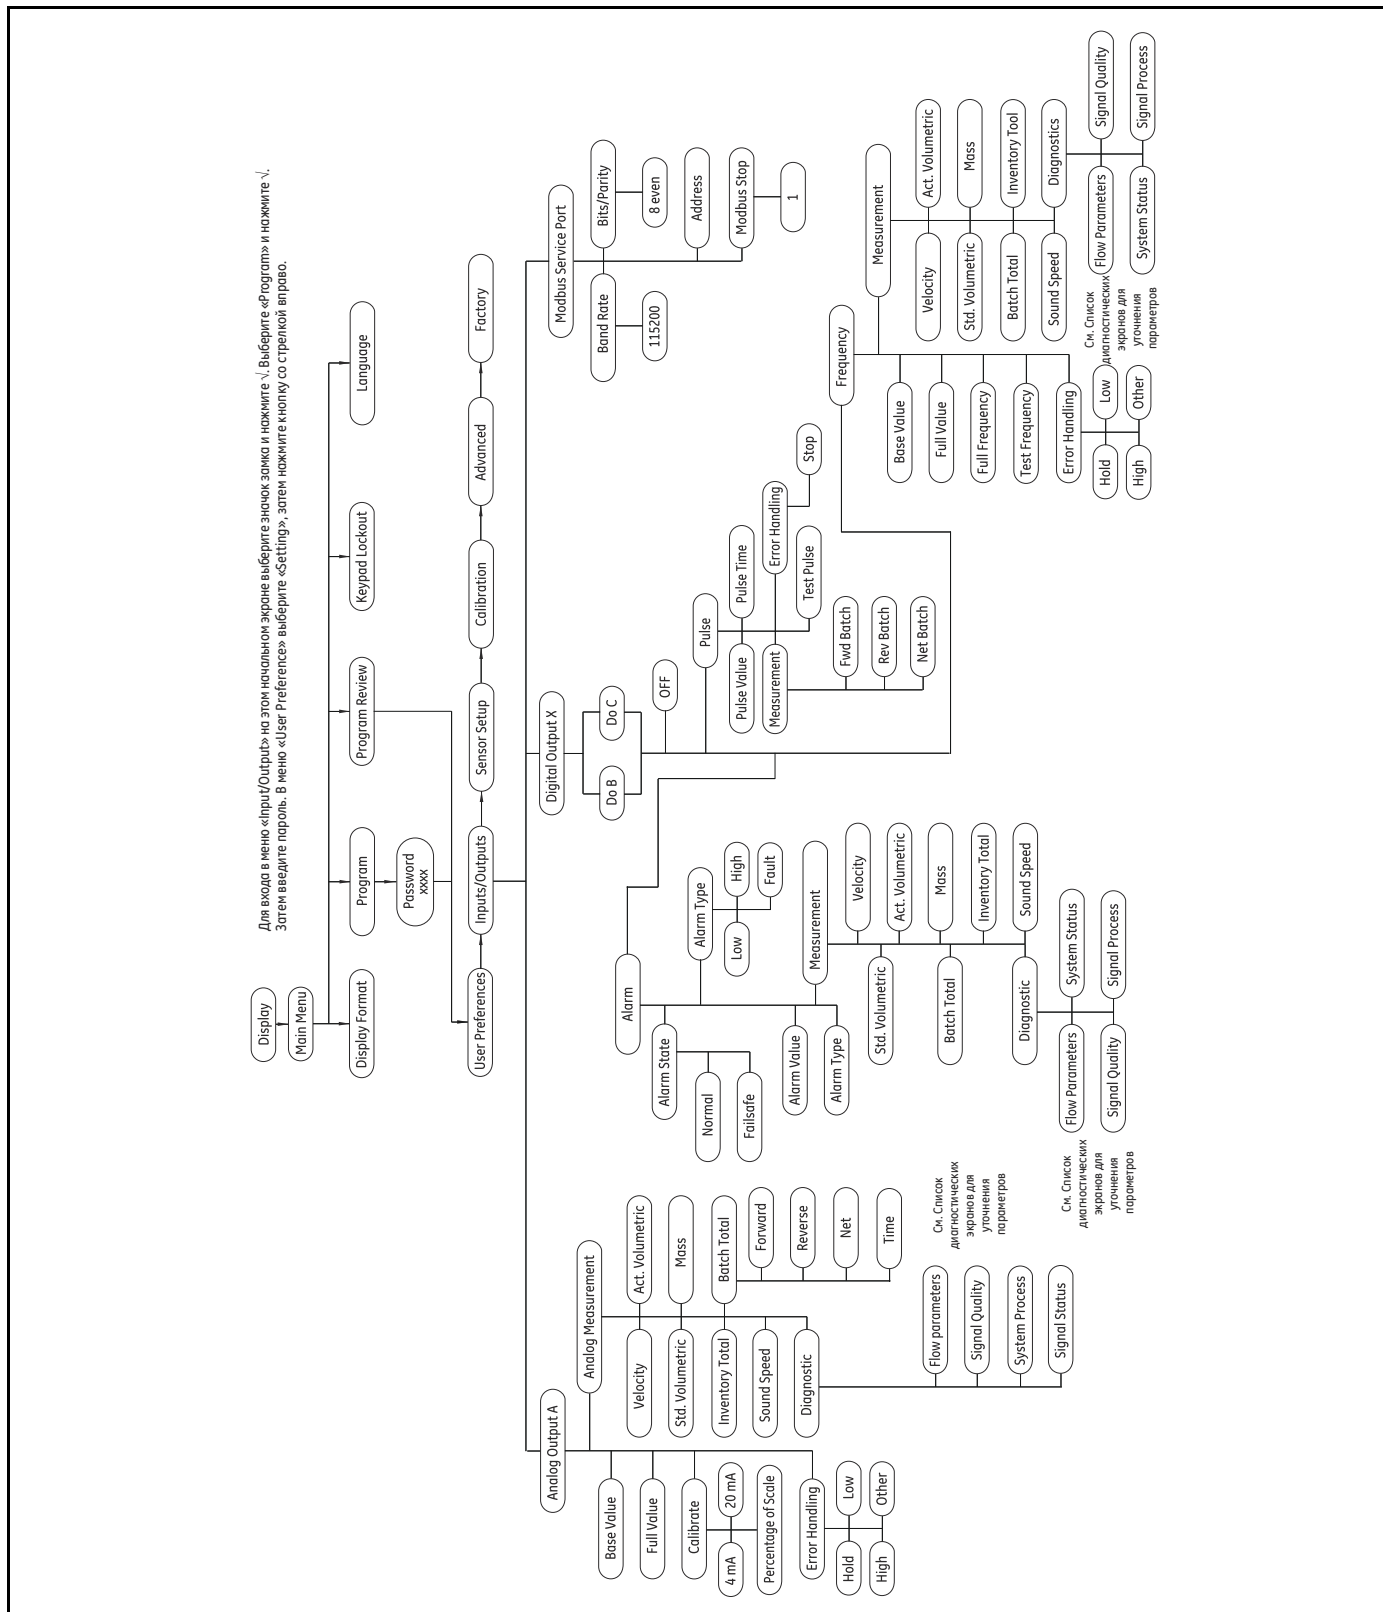 Для входа в меню «Input/Output» на этом начальном экране выберите значок замка и нажмите √. Выберите «Program» и нажмите √.
Затем введите пароль. В меню «User Preference» выберите «Setting», затем нажмите кнопку со стрелкой вправо.
Display
Main Menu
Display Format
Program
Program Review
Keypad Lockout
Language
Password
xxxx
User Preferences
Inputs/Outputs
Sensor Setup
Calibration
Advanced
Factory
Analog Output A
Base Value
Full Value
Calibrate
4 mA
20 mA
Percentage of Scale
Error Handling
Hold
Low
High
Other
Analog Measurement
Velocity
Act. Volumetric
Std. Volumetric
Mass
Inventory Total
Batch Total
Forward
Reverse
Net
Time
Sound Speed
Diagnostic
Flow parameters
Signal Quality
System Process
Signal Status
См. Список
диагностических
экранов для
уточнения
параметров
Digital Output X
Do B
Do C
OFF
Alarm
Alarm State
Normal
Failsafe
Alarm Type
Low
High
Fault
Alarm Value
Alarm Type
Measurement
Velocity
Std. Volumetric
Act. Volumetric
Mass
Batch Total
Inventory Total
Sound Speed
Diagnostic
Flow Parameters
System Status
Signal Quality
Signal Process
См. Список
диагностических
экранов для
уточнения
параметров
Pulse
Pulse Value
Pulse Time
Measurement
Error Handling
Stop
Test Pulse
Fwd Batch
Rev Batch
Net Batch
Frequency
Base Value
Full Value
Full Frequency
Test Frequency
Error Handling
Hold
Low
High
Other
Measurement
Velocity
Act. Volumetric
Std. Volumetric
Mass
Batch Total
Inventory Tool
Sound Speed
Diagnostics
Flow Parameters
Signal Quality
System Status
Signal Process
См. Список
диагностических
экранов для
уточнения
параметров
Modbus Service Port
Band Rate
115200
Bits/Parity
8 even
Address
Modbus Stop
1